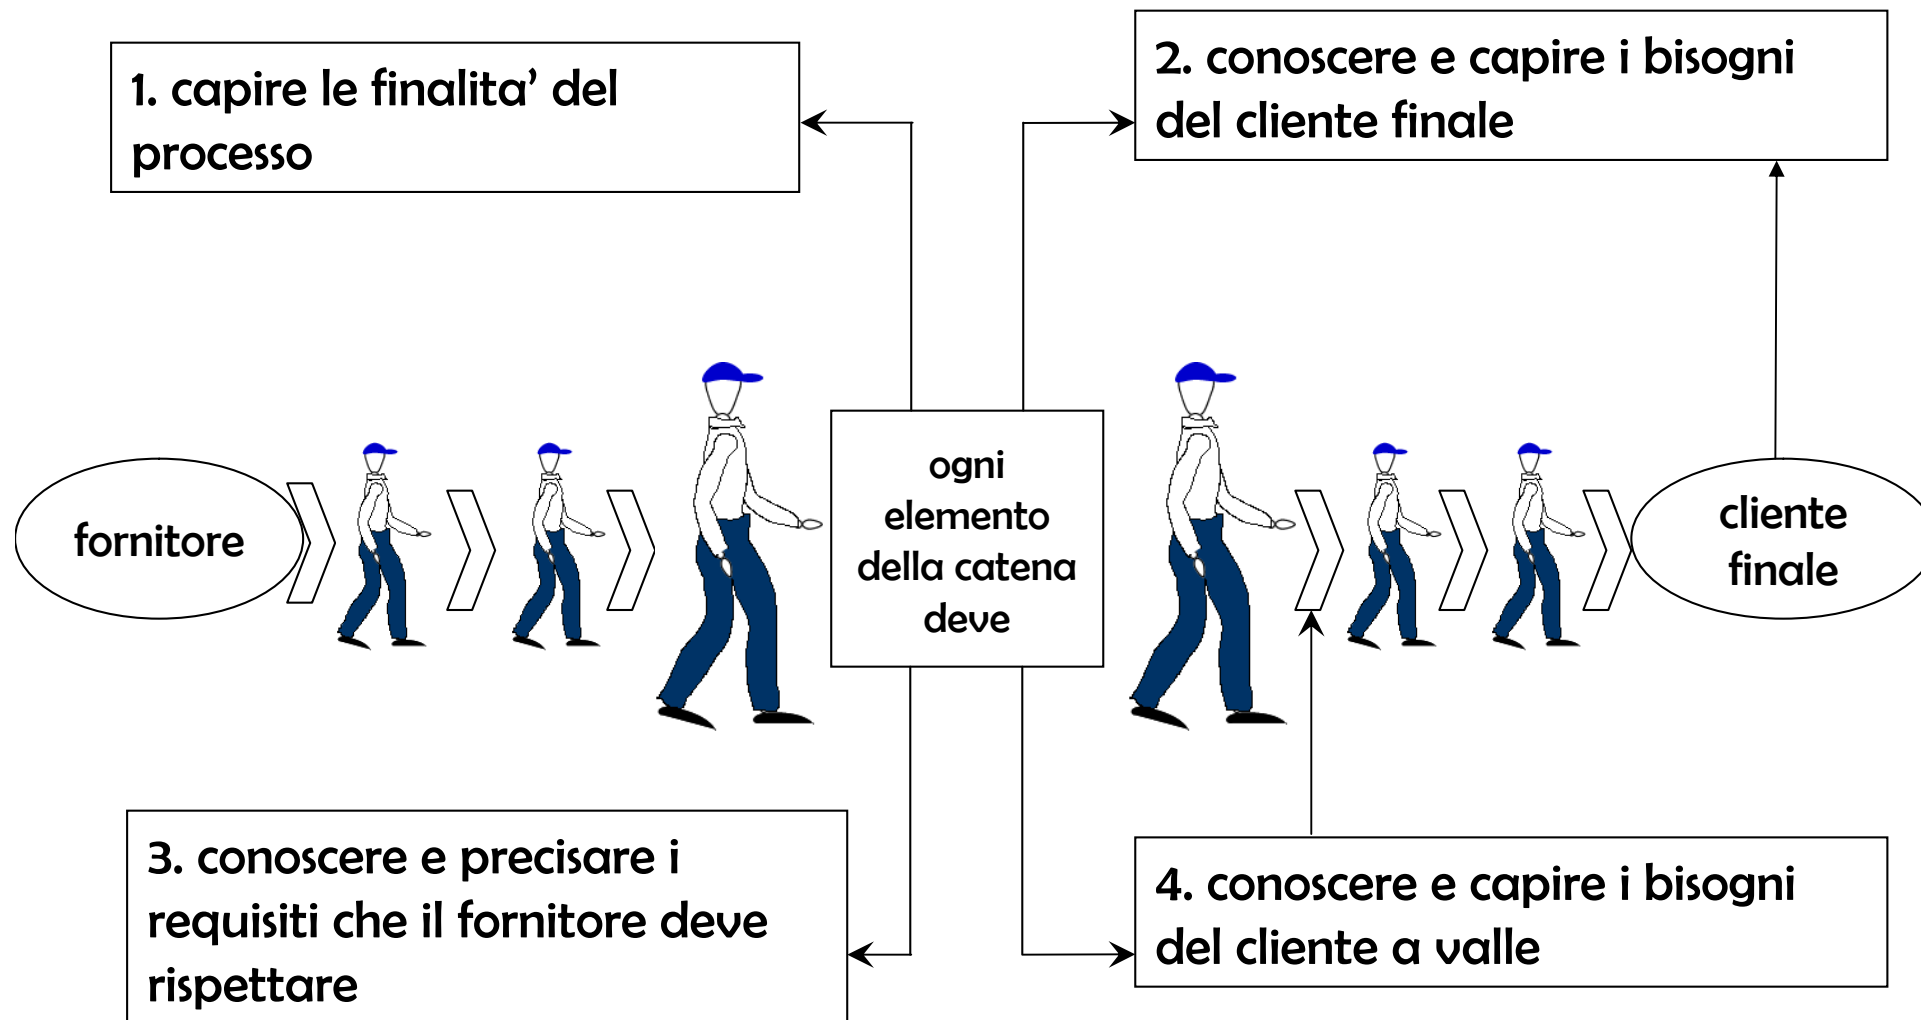 1. capire le finalita’ del
processo
2. conoscere e capire i bisogni
del cliente finale
fornitore
ogni
elemento
della catena
deve
cliente
finale
3. conoscere e precisare i
requisiti che il fornitore deve
rispettare
4. conoscere e capire i bisogni
del cliente a valle